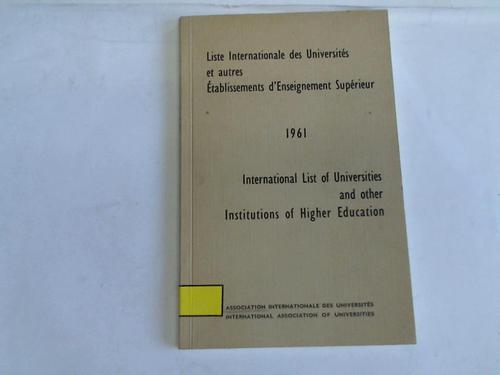 Liste Internationale des Universités
et autres
Établissements d'Enseignement Supérieur
1961
International List of Universities
and other
Institutions of Higher Education
ASSOCIATION INTERNATIONALE DES UNIVERSITÉS
INTERNATIONAL ASSOCIATION OF UNIVERSITIES